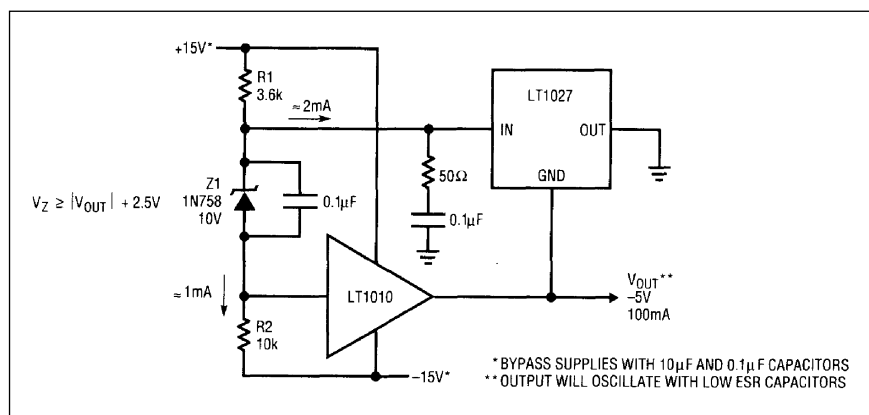 +15V*
R1
3.6k
≈2mA
LT1027
IN
OUT
GND
50Ω
0.1µF
Z1
1N758
10V
0.1µF
V_Z ≥ |V_OUT| + 2.5V
≈1mA
LT1010
R2
10k
V_OUT**
–5V
100mA
–15V*
*BYPASS SUPPLIES WITH 10µF AND 0.1µF CAPACITORS
**OUTPUT WILL OSCILLATE WITH LOW ESR CAPACITORS